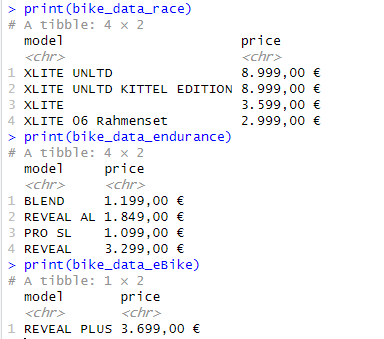 > print(bike_data_race)
# A tibble: 4 × 2
model price
<chr> <chr>
1 XLITE UNLTD 8.999,00 €
2 XLITE UNLTD KITTEL EDITION 8.999,00 €
3 XLITE 3.599,00 €
4 XLITE 06 Rahmenset 2.999,00 €
> print(bike_data_endurance)
# A tibble: 4 × 2
model price
<chr> <chr>
1 BLEND 1.199,00 €
2 REVEAL AL 1.849,00 €
3 PRO SL 1.099,00 €
4 REVEAL 3.299,00 €
> print(bike_data_eBike)
# A tibble: 1 × 2
model price
<chr> <chr>
1 REVEAL PLUS 3.699,00 €